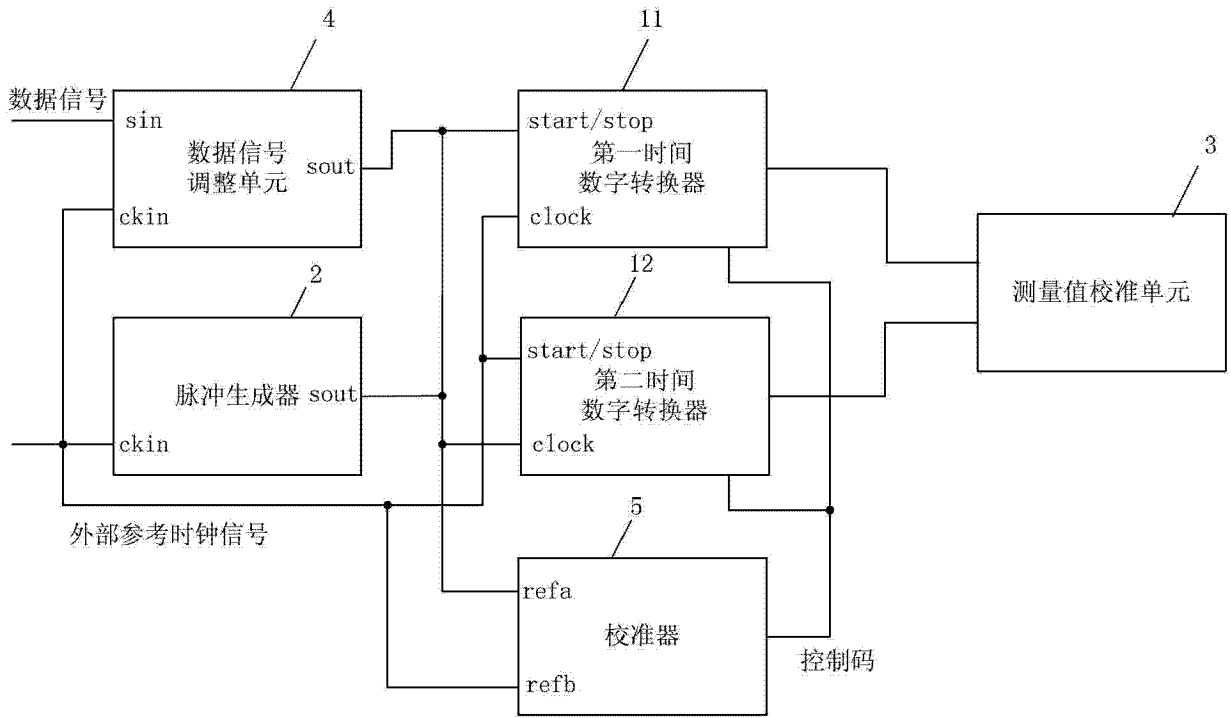 4
11
数据信号
sin
数据信号
调整单元
sout
ckin
start/stop
第一时间
数字转换器
clock
3
测量值校准单元
2
12
脉冲生成器
sout
ckin
start/stop
第二时间
数字转换器
clock
外部参考时钟信号
5
refa
校准器
refb
控制码